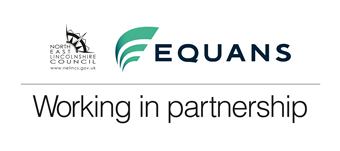 NORTH
EAST
LINCOLNSHIRE
COUNCIL
www.nelincs.gov.uk
EQUANS
Working in partnership